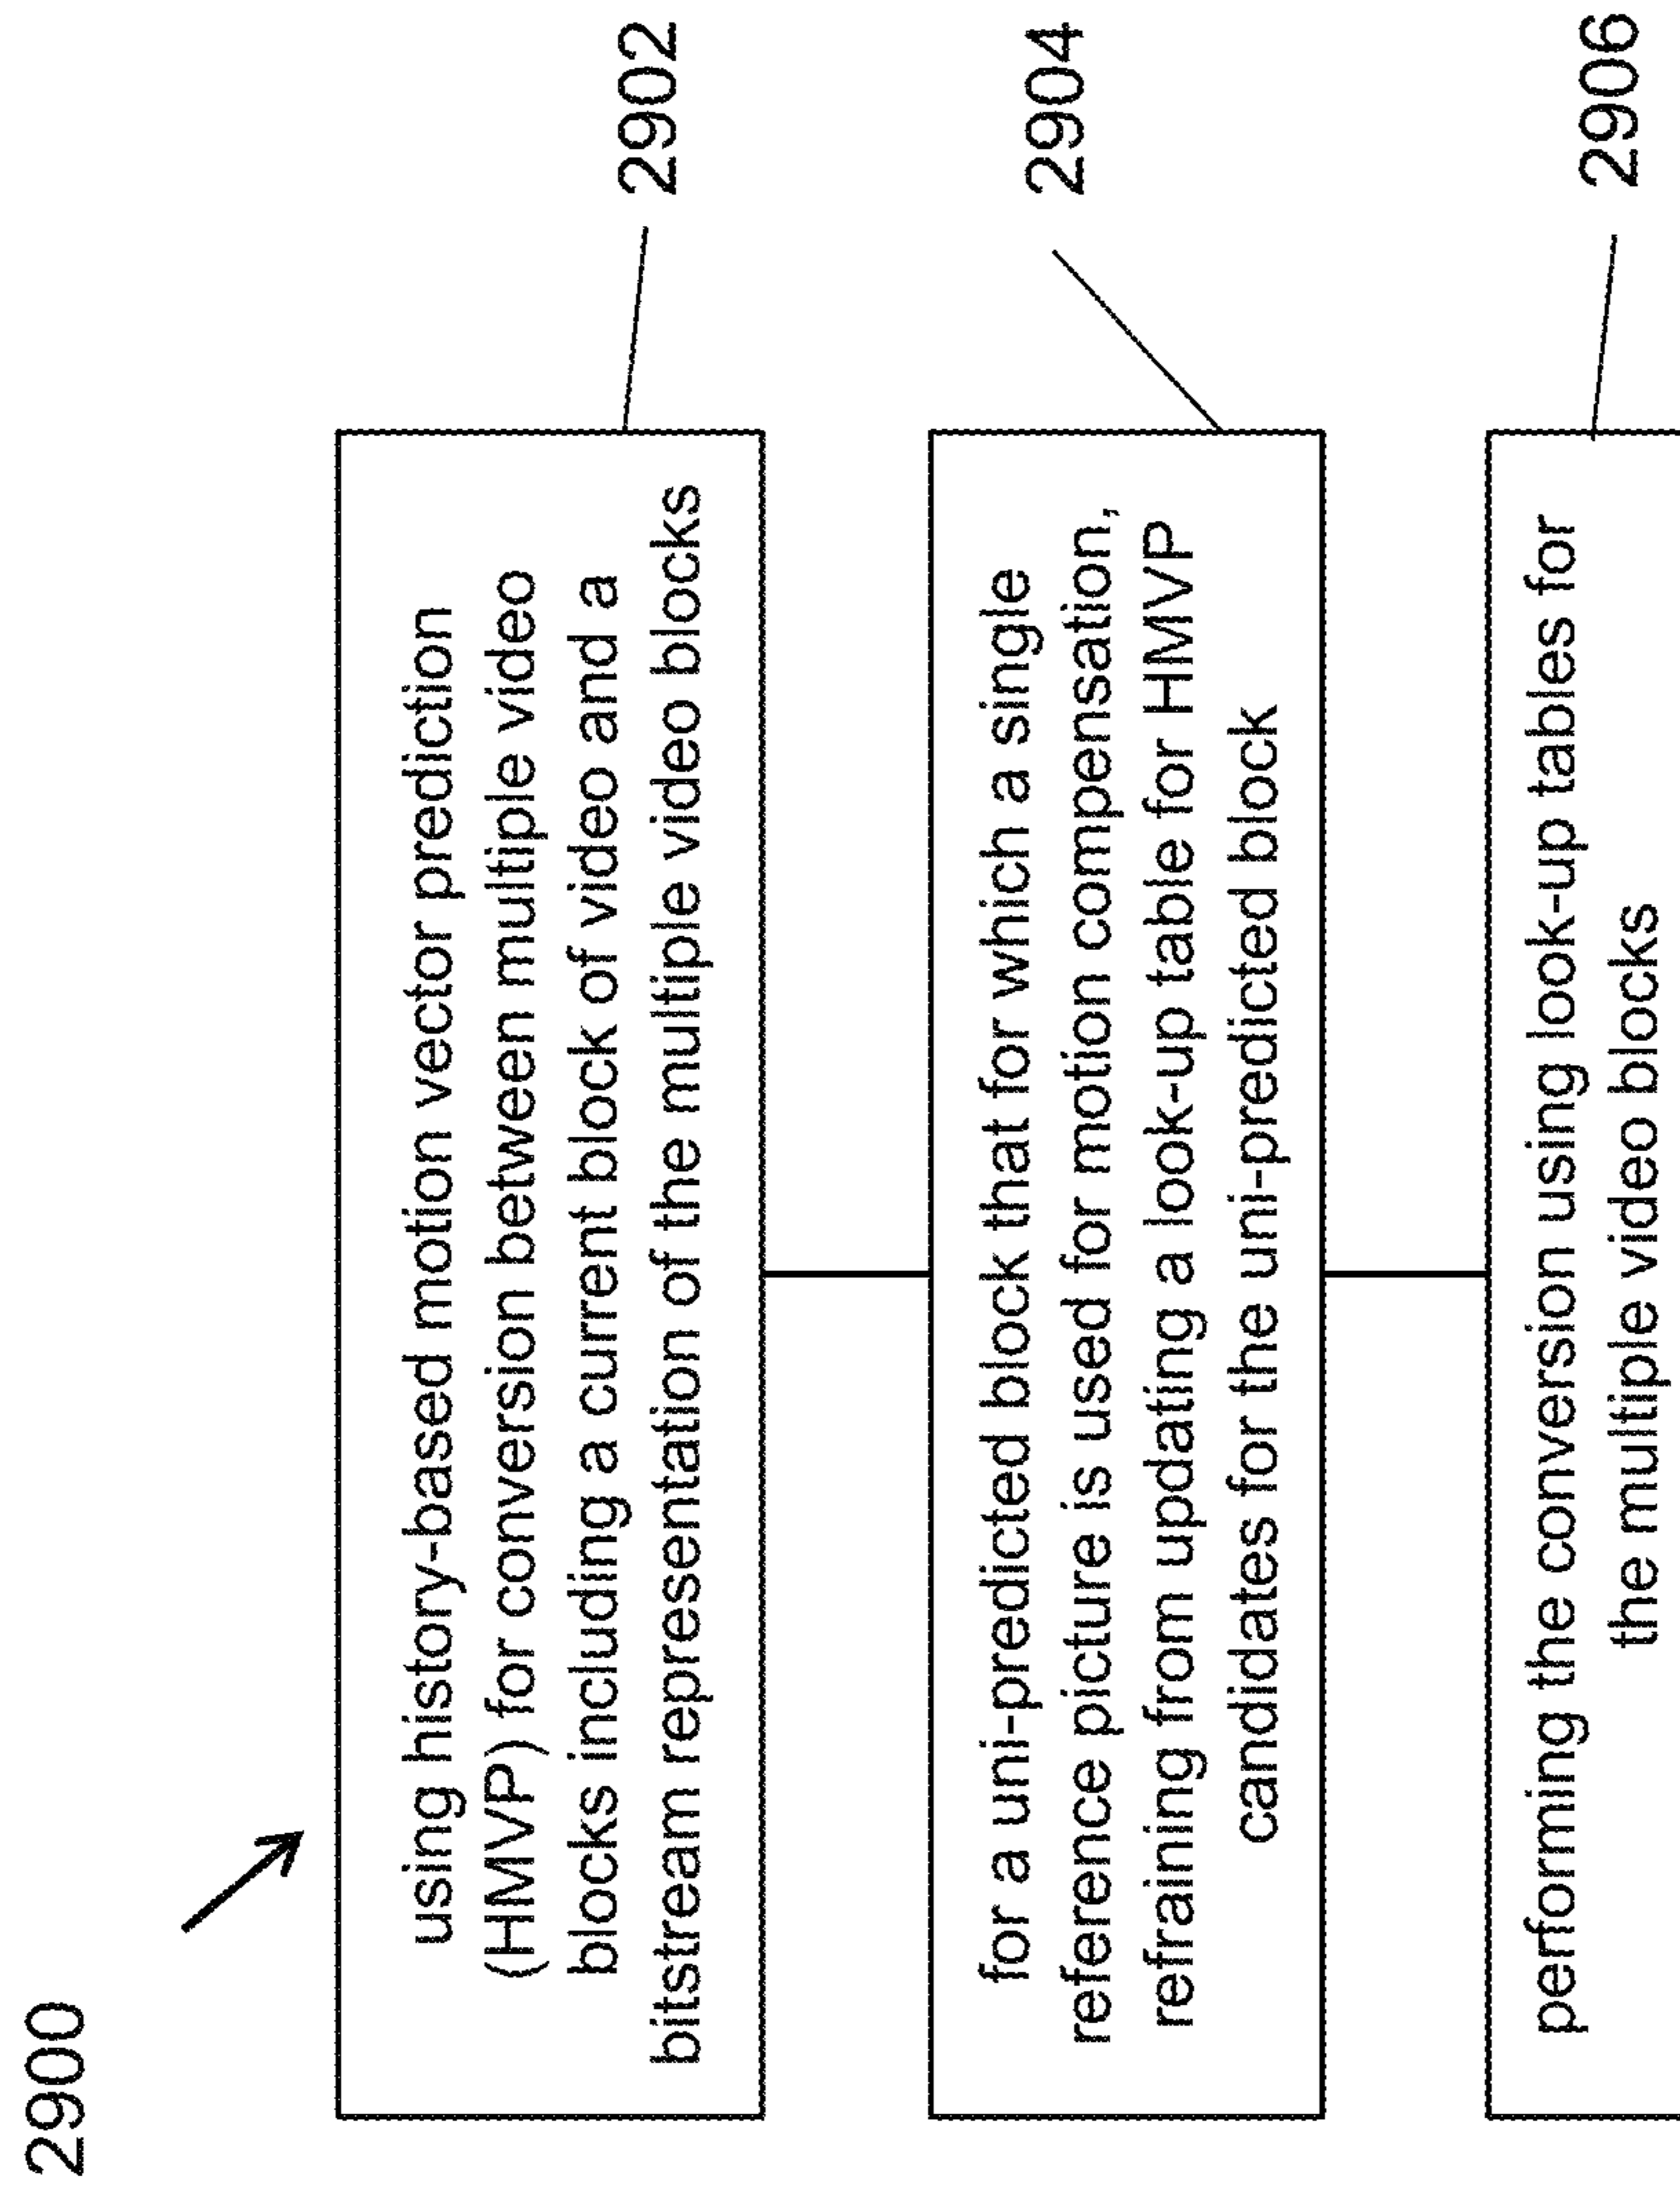 2900
using history-based motion vector prediction
(HMVP) for conversion between multiple video
blocks including a current block of video and a
bitstream representation of the multiple video blocks
2902
for a uni-predicted block that for which a single
reference picture is used for motion compensation,
refraining from updating a look-up table for HMVP
candidates for the uni-predicted block
2904
performing the conversion using look-up tables for
the multiple video blocks
2906